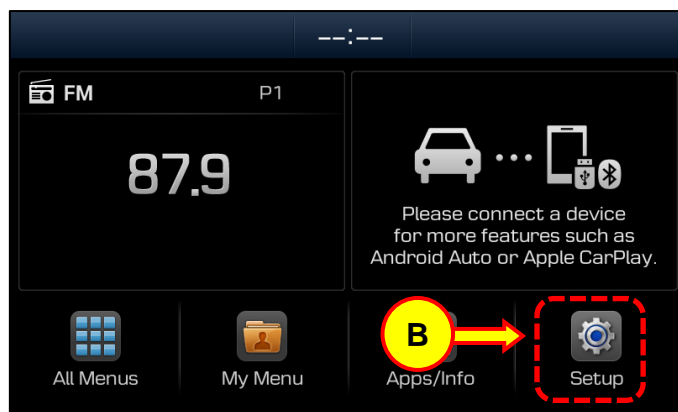 --:--
FM P1
87.9
Please connect a device
for more features such as
Android Auto or Apple CarPlay.
B
All Menus My Menu Apps/Info Setup